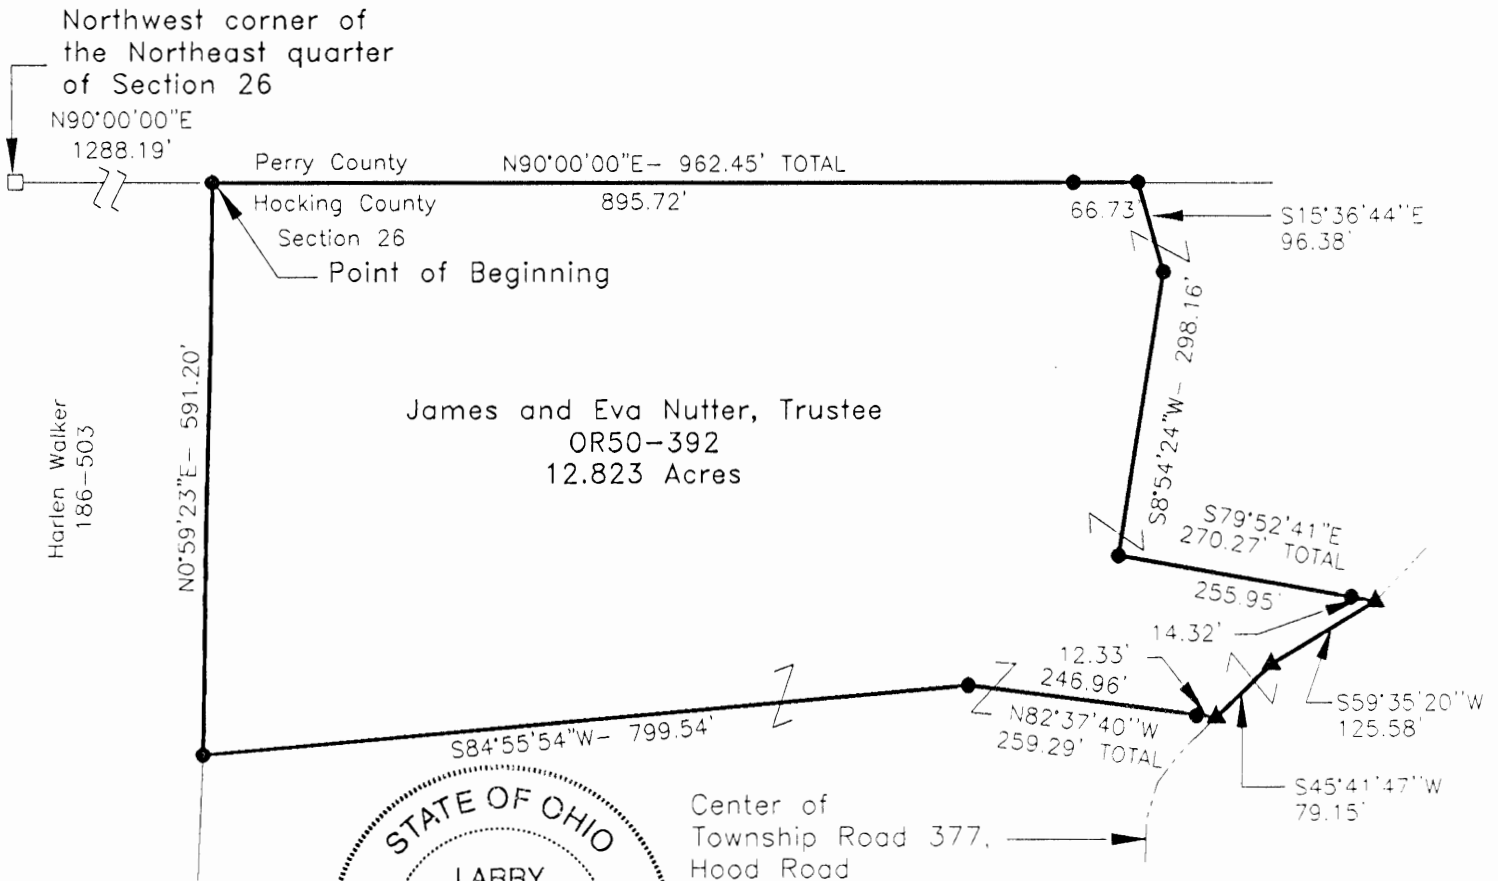 Northwest corner of
the Northeast quarter
of Section 26
N90°00'00"E
1288.19'
Perry County
N90°00'00"E– 962.45' TOTAL
Hocking County
895.72'
66.73'
Section 26
Point of Beginning
S15°36'44"E
96.38'
S8°54'24"W– 298.16'
N0°59'23"E– 591.20'
Harlen Walker
186–503
James and Eva Nutter, Trustee
OR50–392
12.823 Acres
S79°52'41"E
270.27' TOTAL
255.95'
14.32'
12.33'
246.96'
N82°37'40"W
259.29' TOTAL
S59°35'20"W
125.58'
S45°41'47"W
79.15'
S84°55'54"W– 799.54'
STATE OF OHIO
LARRY
Center of
Township Road 377,
Hood Road